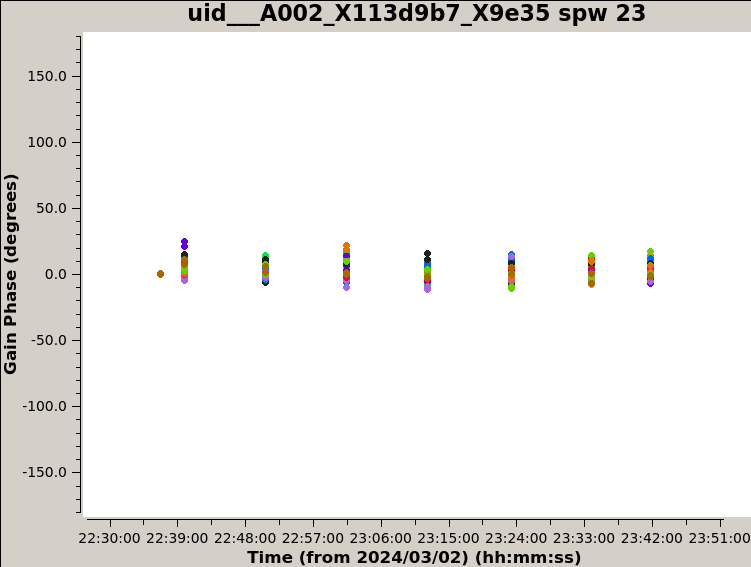 uid___A002_X113d9b7_X9e35 spw 23
Gain Phase (degrees)
150.0
100.0
50.0
0.0
-50.0
-100.0
-150.0
22:30:00 22:39:00 22:48:00 22:57:00 23:06:00 23:15:00 23:24:00 23:33:00 23:42:00 23:51:00
Time (from 2024/03/02) (hh:mm:ss)